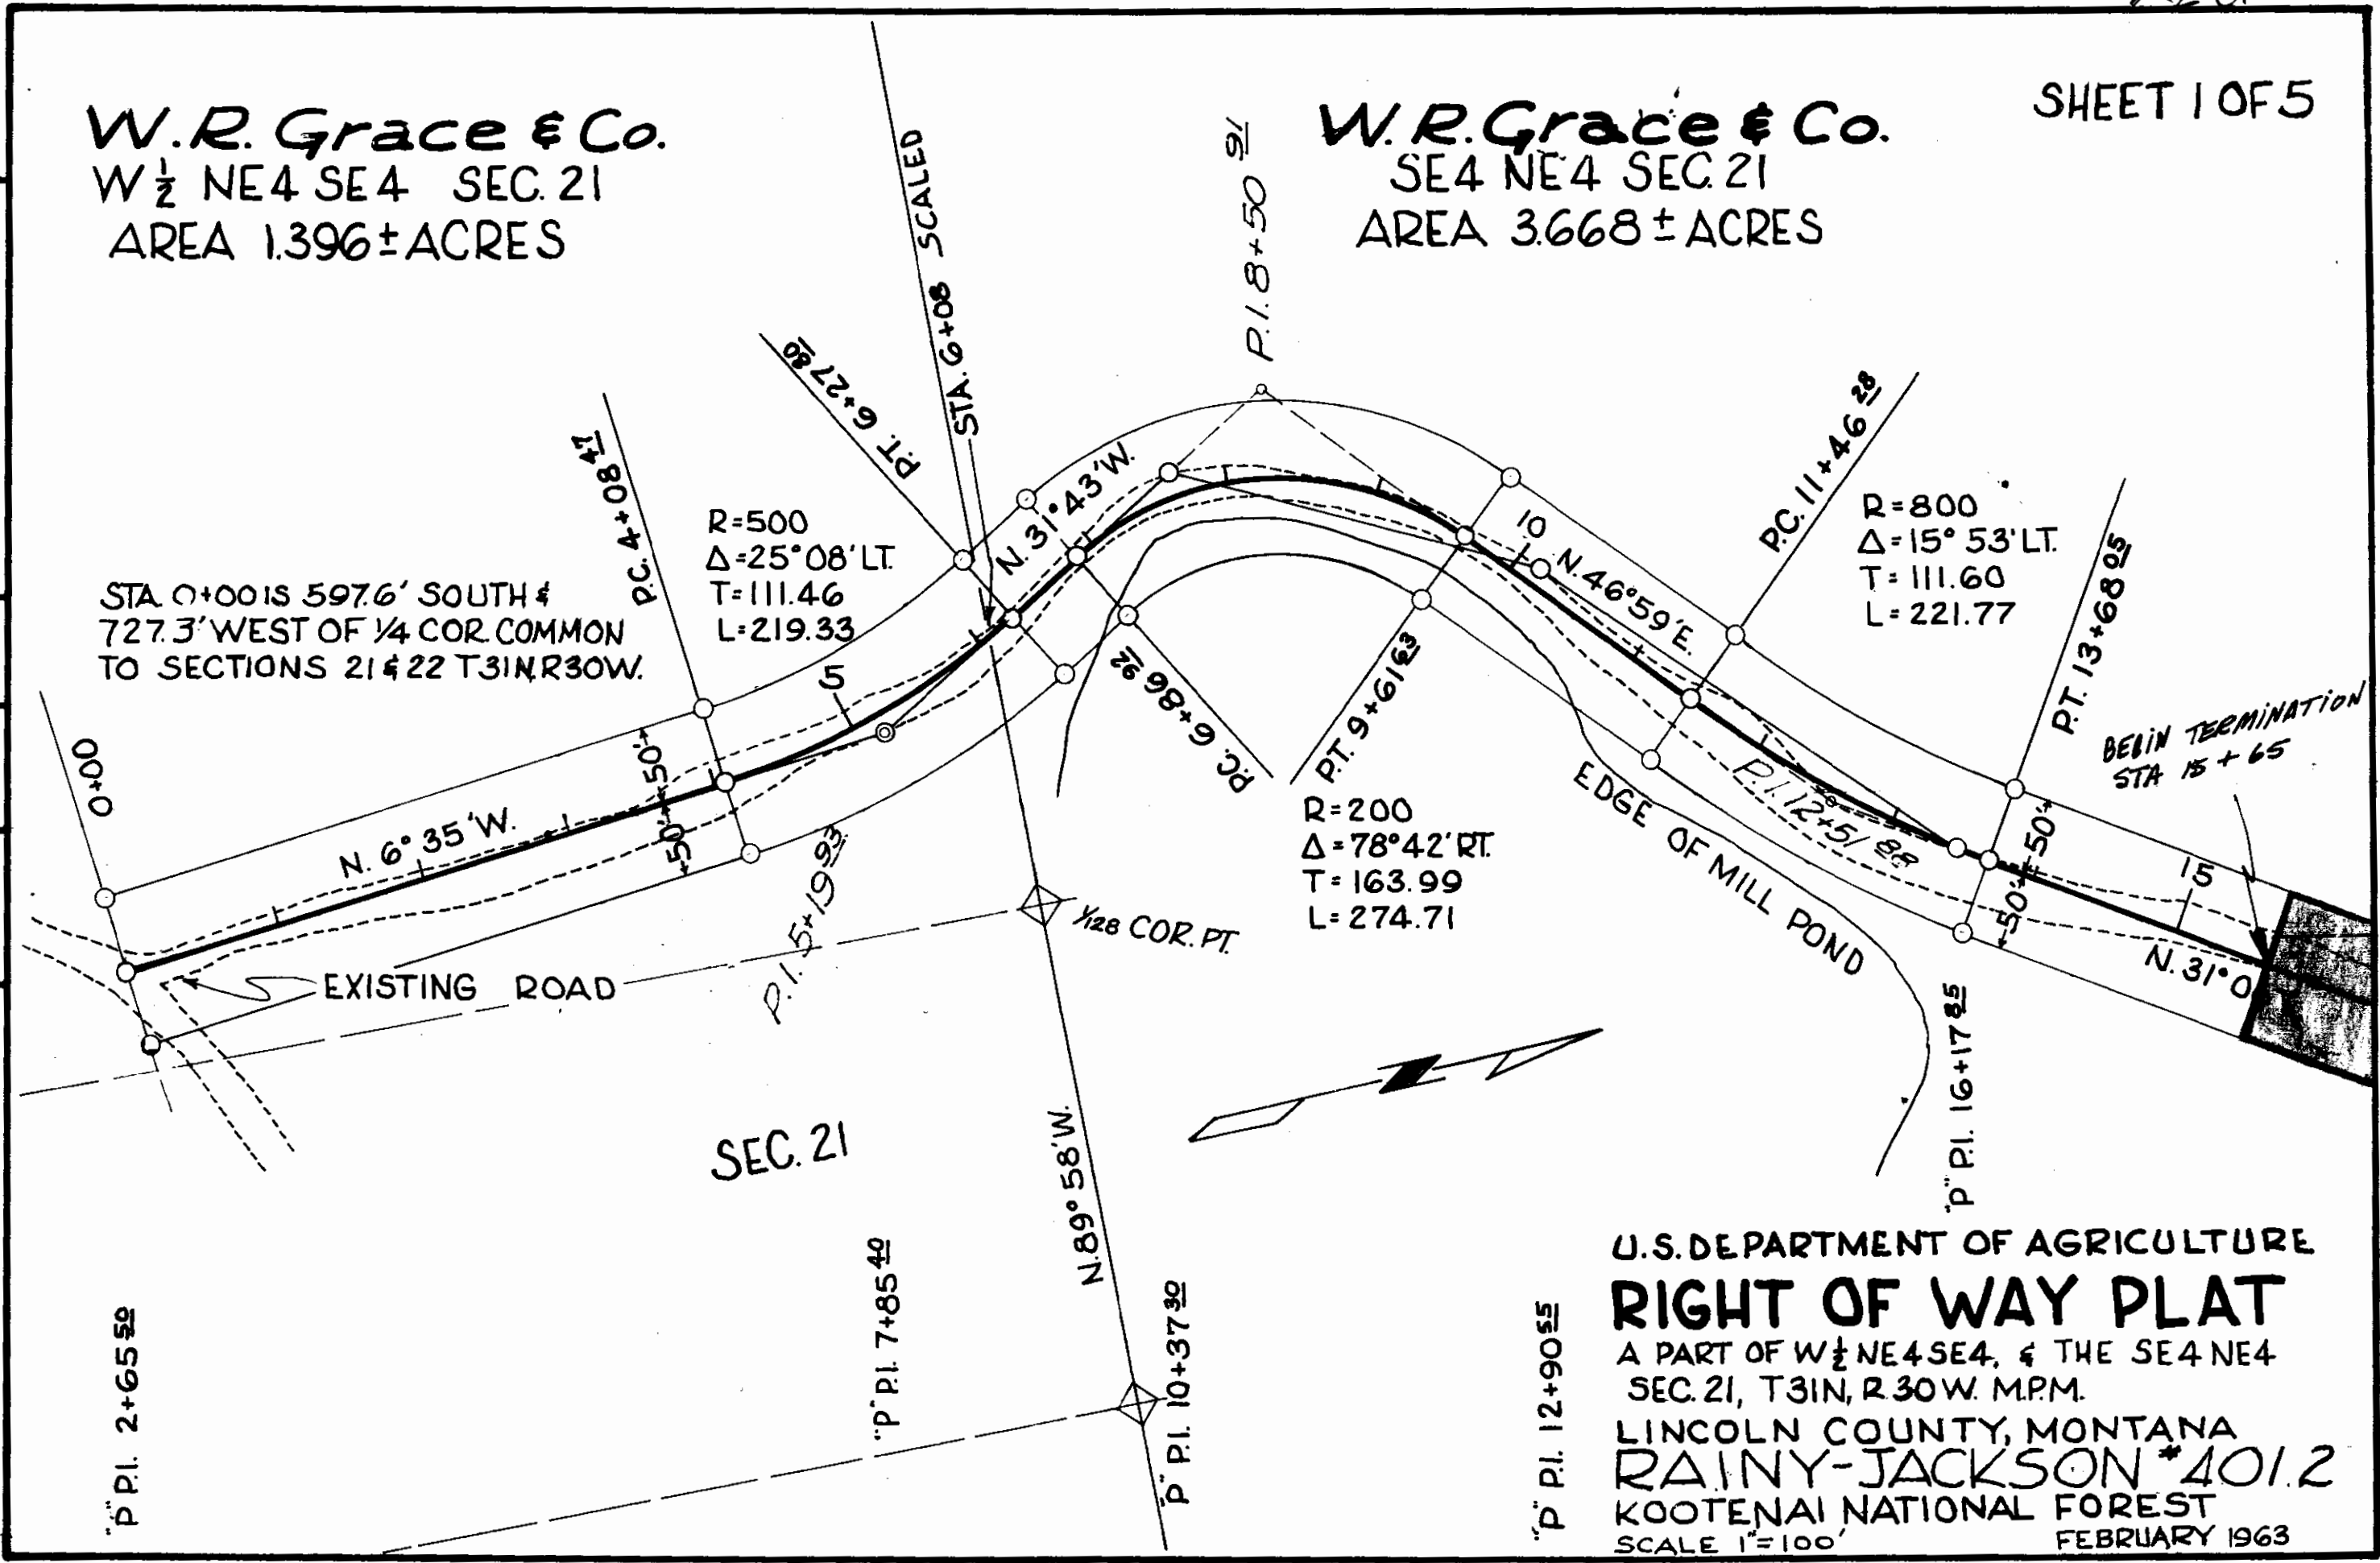 W.R. Grace & Co.
W ½ NE4 SE4 SEC. 21
AREA 1.396 ± ACRES
W.R. Grace & Co.
SE4 NE4 SEC. 21
AREA 3.668 ± ACRES
SHEET 1 OF 5
STA. 6+08 SCALED
P.I. 8+50 91
P.T. 6+27 80
P.C. 4+08 47
R=500
Δ=25°08' LT.
T=111.46
L=219.33
N. 31°43' W.
P.C. 11+46 28
R=800
Δ=15°53' LT.
T=111.60
L=221.77
P.T. 13+68 05
STA. 0+00 IS 597.6' SOUTH &
727.3' WEST OF 1/4 COR. COMMON
TO SECTIONS 21 & 22 T31N, R30W.
10
N. 46°59' E.
5
BEGIN TERMINATION
STA 15+65
0+00
N. 6°35' W.
50'
50'
P.I. 5+19 93
P.C. 6+86 92
P.T. 9+61 63
R=200
Δ=78°42' RT.
T=163.99
L=274.71
EDGE OF MILL POND
P.I. 12+51 88
50'
50'
15
N. 31°0
1/128 COR. PT.
EXISTING ROAD
SEC. 21
N. 89°58' W.
"P" P.I. 2+65 50
"P" P.I. 7+85 40
"P" P.I. 10+37 30
"P" P.I. 12+90 55
"P" P.I. 16+17 85
U.S. DEPARTMENT OF AGRICULTURE
RIGHT OF WAY PLAT
A PART OF W ½ NE4 SE4, & THE SE4 NE4
SEC. 21, T31N, R.30W. M.P.M.
LINCOLN COUNTY, MONTANA
RAINY-JACKSON #401.2
KOOTENAI NATIONAL FOREST
SCALE 1"=100'
FEBRUARY 1963